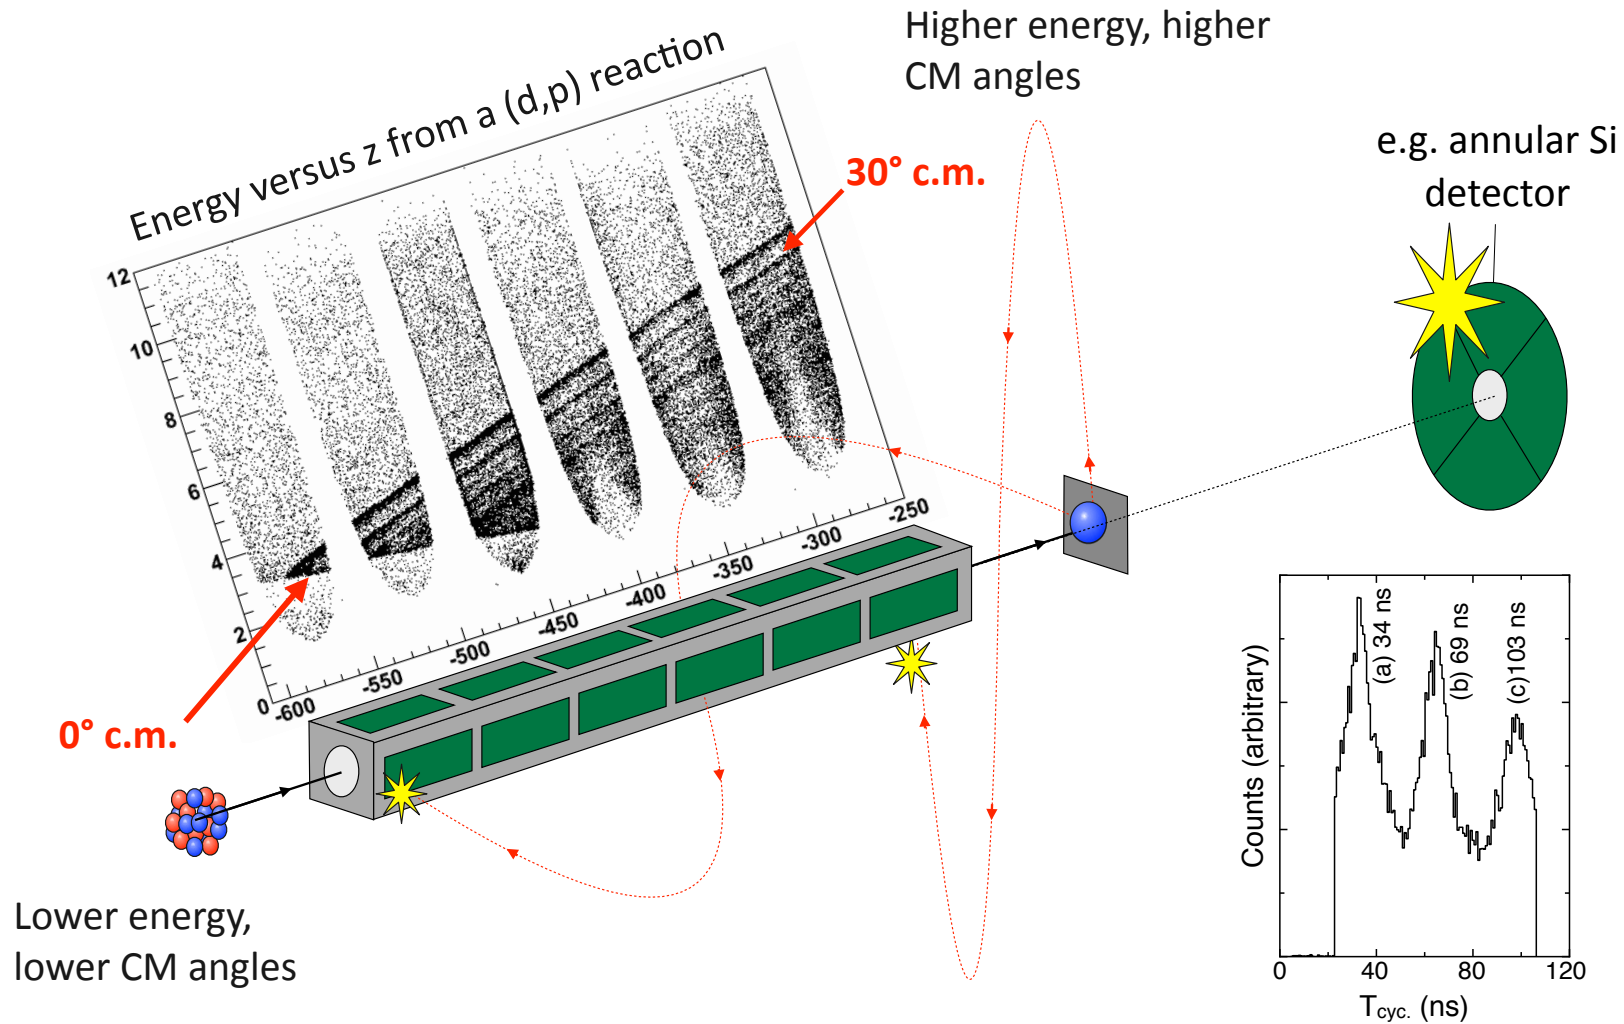 Higher energy, higher
CM angles
Energy versus z from a (d,p) reaction
30° c.m.
e.g. annular Si
detector
12
10
8
6
4
2
0
-600
-550
-500
-450
-400
-350
-300
-250
0° c.m.
Lower energy,
lower CM angles
Counts (arbitrary)
(a) 34 ns
(b) 69 ns
(c)103 ns
0
40
80
120
Tcyc. (ns)